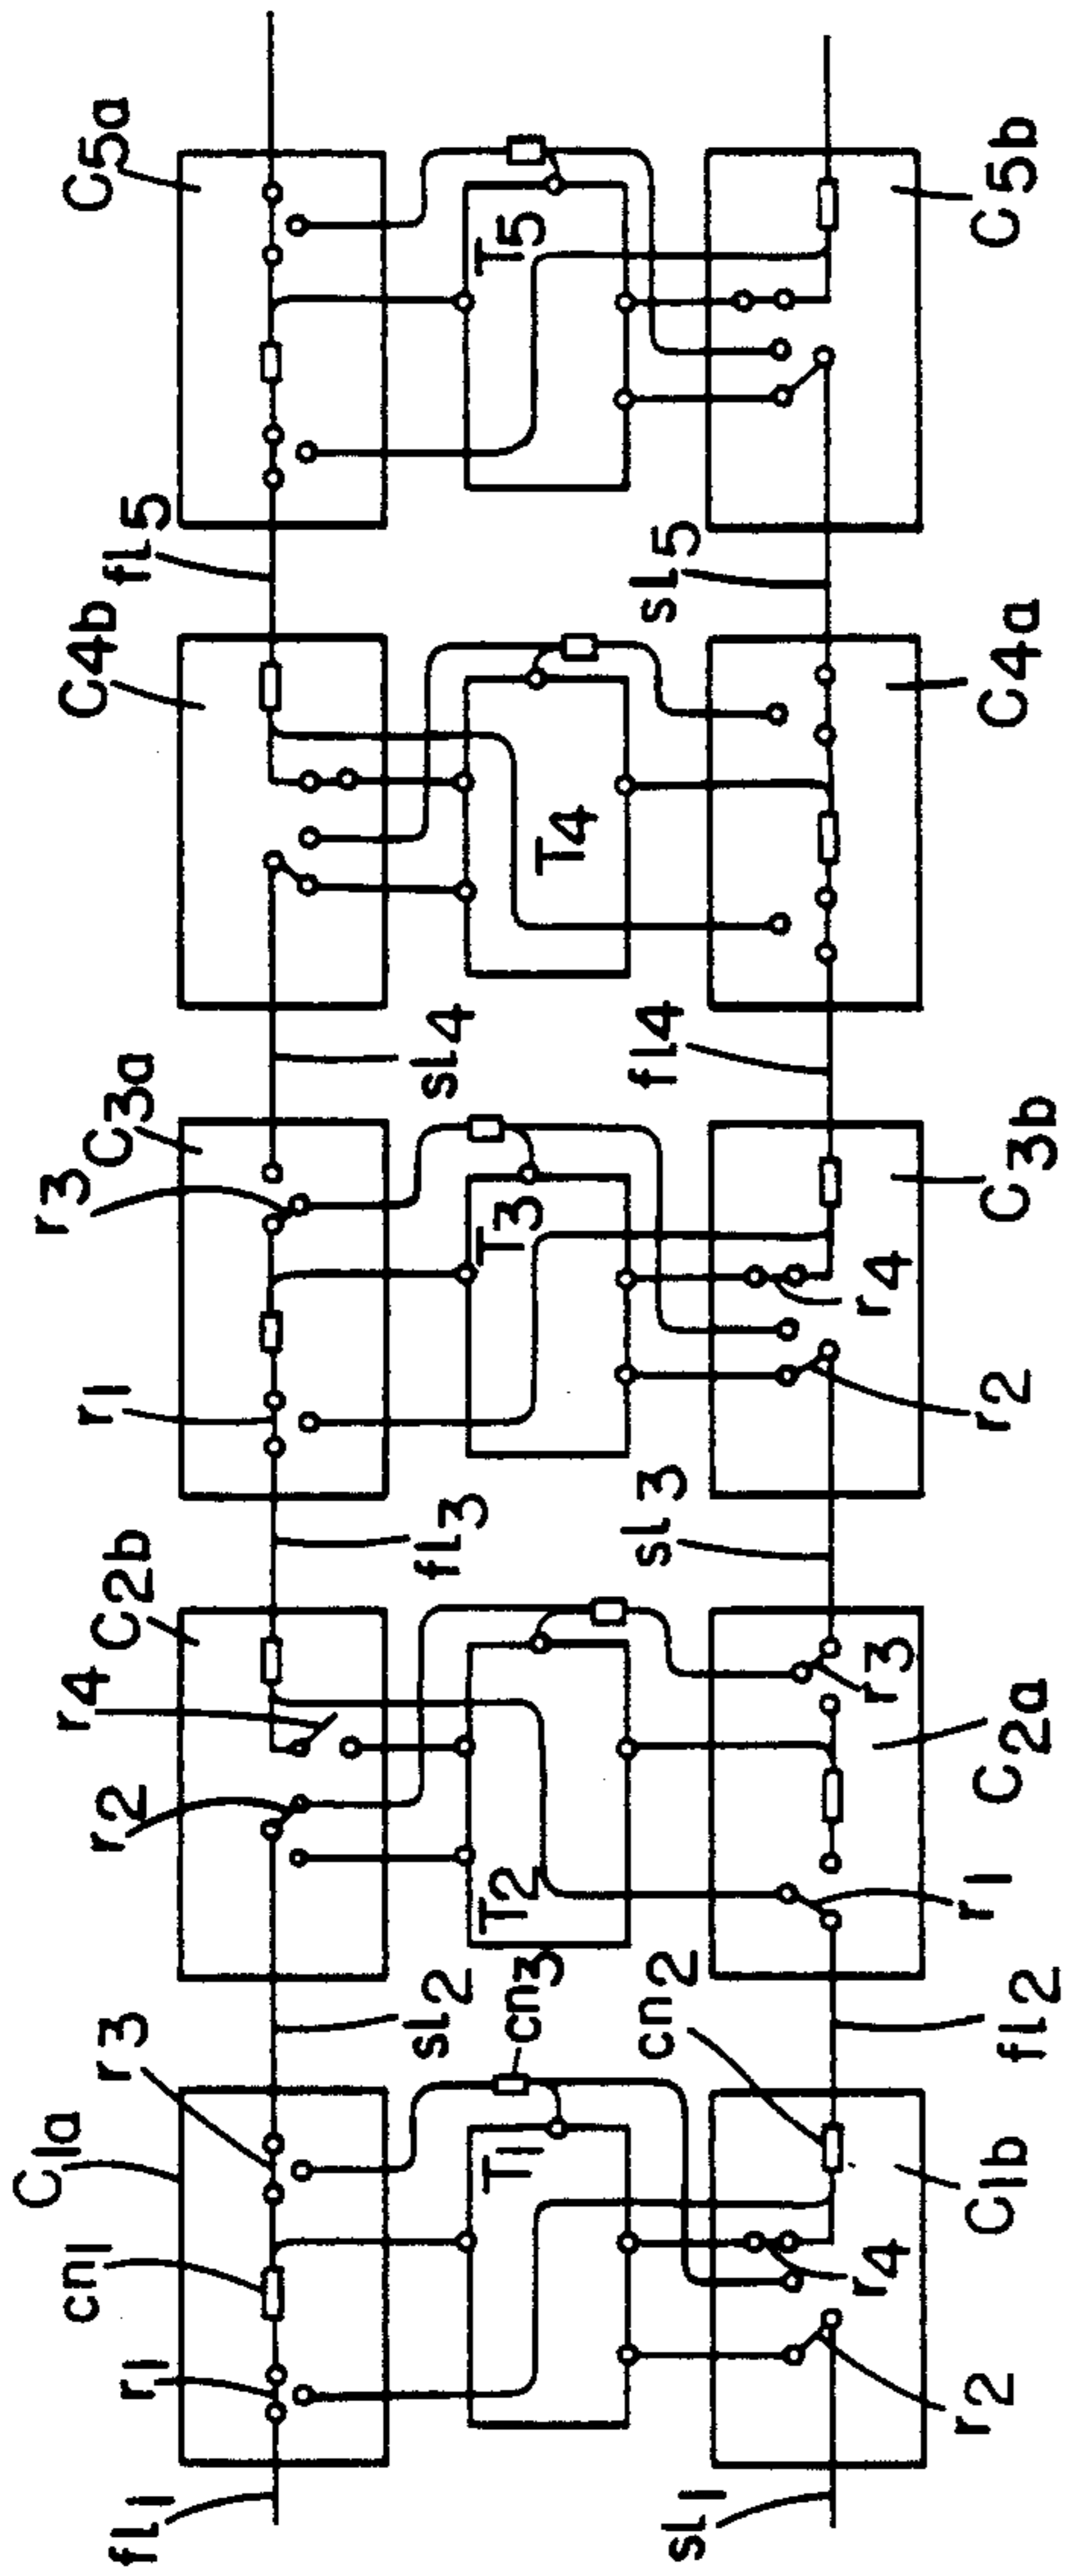 C1a
r3
cn1
r1
fL1
C2b
r4
r2
sL2
C3a
r3
r1
fL3
C4b
sL4
C5a
fL5
T1
cn3
T2
T3
T4
T5
sL1
r2
r4
C1b
cn2
fL2
r1
C2a
r3
sL3
r2
r4
C3b
fL4
C4a
sL5
C5b